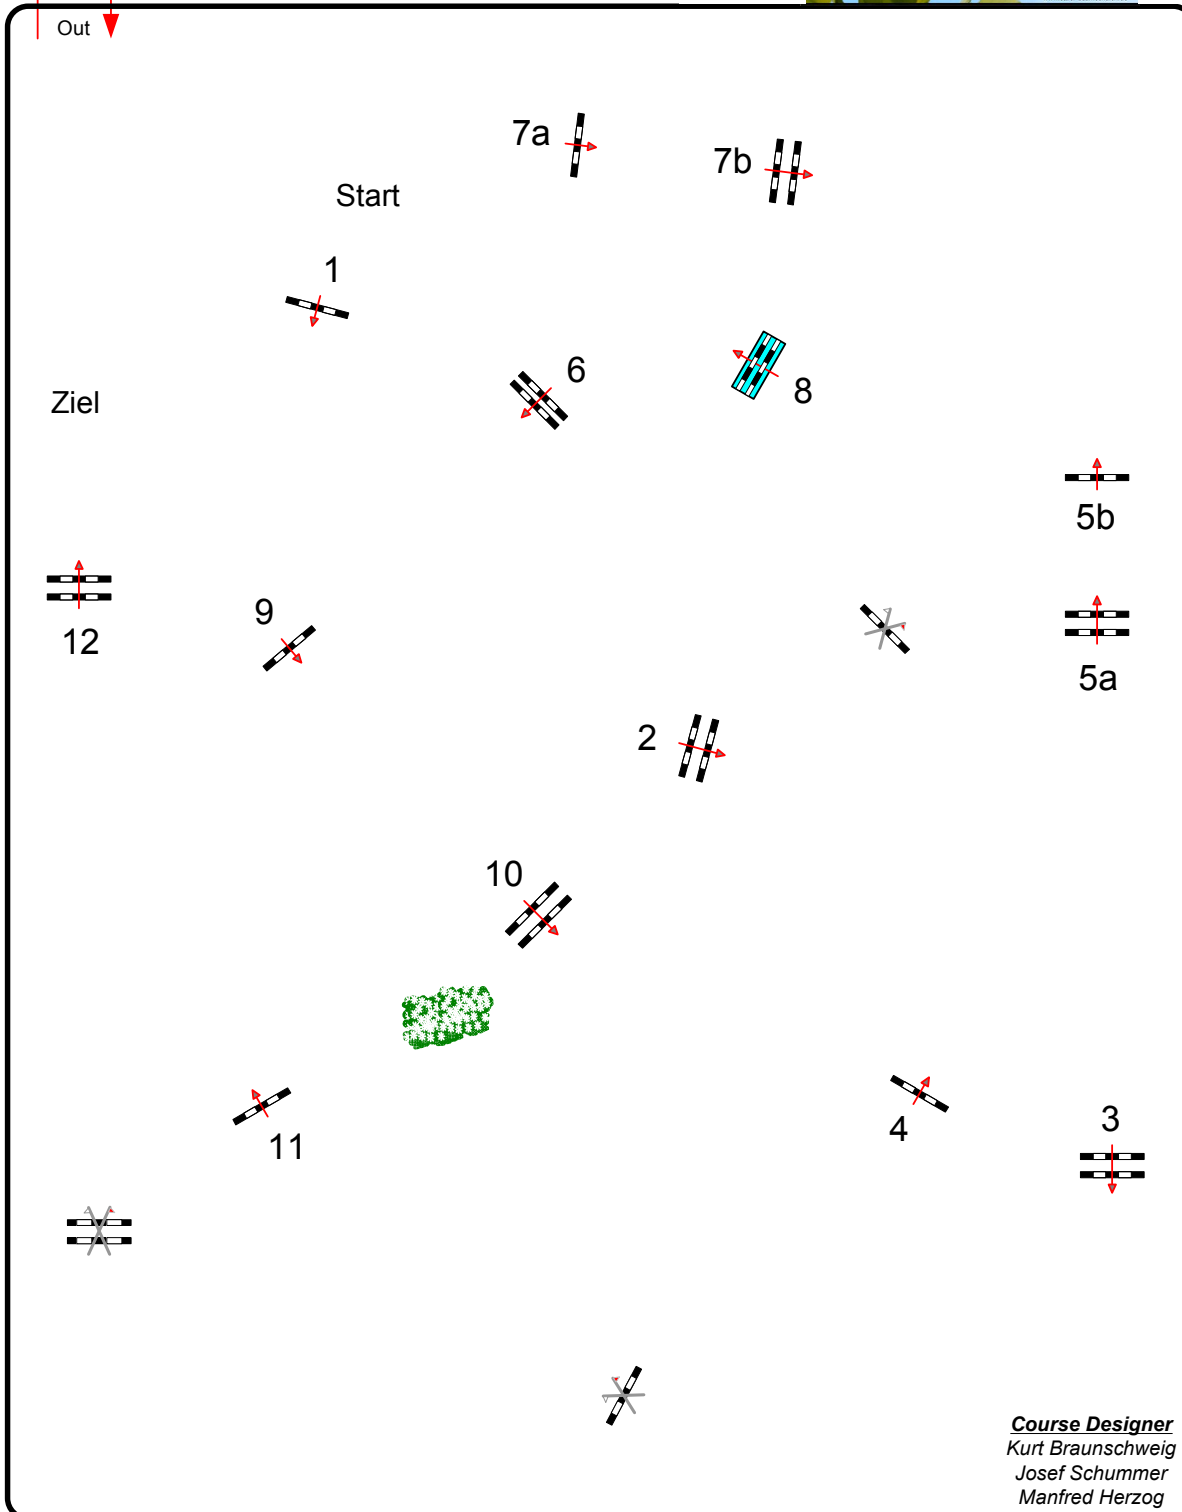 Out
7a
7b
Start
1
6
8
Ziel
5b
9
12
5a
2
10
4
3
11
Course Designer
Kurt Braunschweig
Josef Schummer
Manfred Herzog